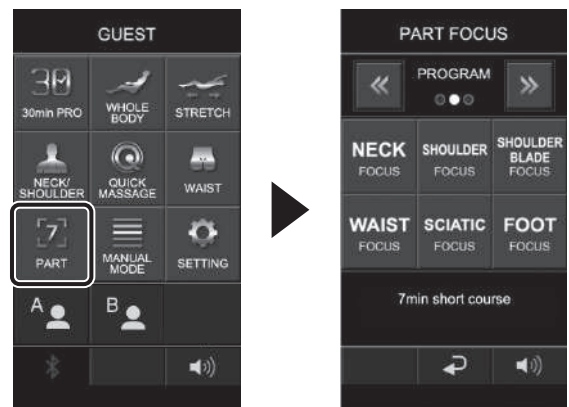 GUEST
30
30min PRO
WHOLE
BODY
STRETCH
NECK/
SHOULDER
QUICK
MASSAGE
WAIST
7
PART
MANUAL
MODE
SETTING
A
B
PART FOCUS
PROGRAM
NECK
FOCUS
SHOULDER
FOCUS
SHOULDER
BLADE
FOCUS
WAIST
FOCUS
SCIATIC
FOCUS
FOOT
FOCUS
7min short course